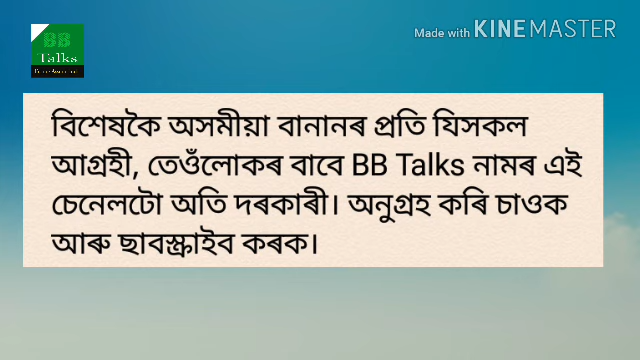 BB
Talks
Made with KINEMASTER
বিশেষকৈ অসমীয়া বানানৰ প্ৰতি যিসকল
আগ্ৰহী, তেওঁলোকৰ বাবে BB Talks নামৰ এই
চেনেলটো অতি দৰকাৰী। অনুগ্ৰহ কৰি চাওক
আৰু ছাবস্ক্ৰাইব কৰক।